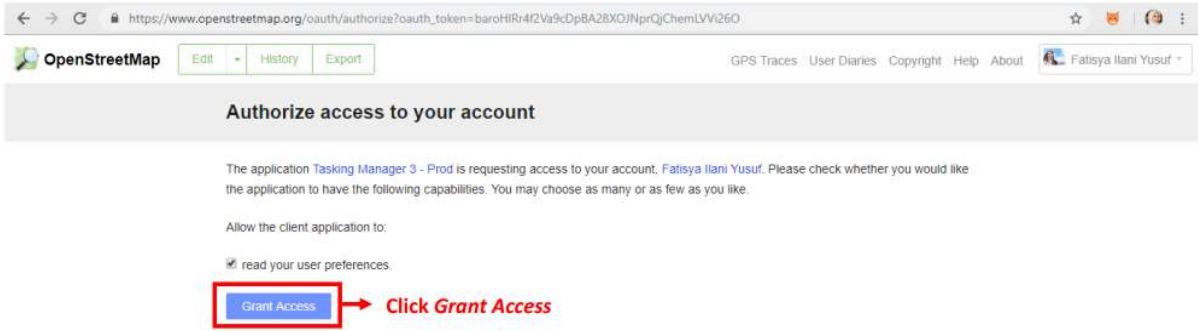 https://www.openstreetmap.org/oauth/authorize?oauth_token=baroHIRr4f2Va9cDpBA28XOJNprQjChemLVVi26O
OpenStreetMap Edit History Export GPS Traces User Diaries Copyright Help About Fatisya Ilani Yusuf
Authorize access to your account
The application Tasking Manager 3 - Prod is requesting access to your account, Fatisya Ilani Yusuf. Please check whether you would like
the application to have the following capabilities. You may choose as many or as few as you like.
Allow the client application to:
read your user preferences.
Grant Access Click Grant Access